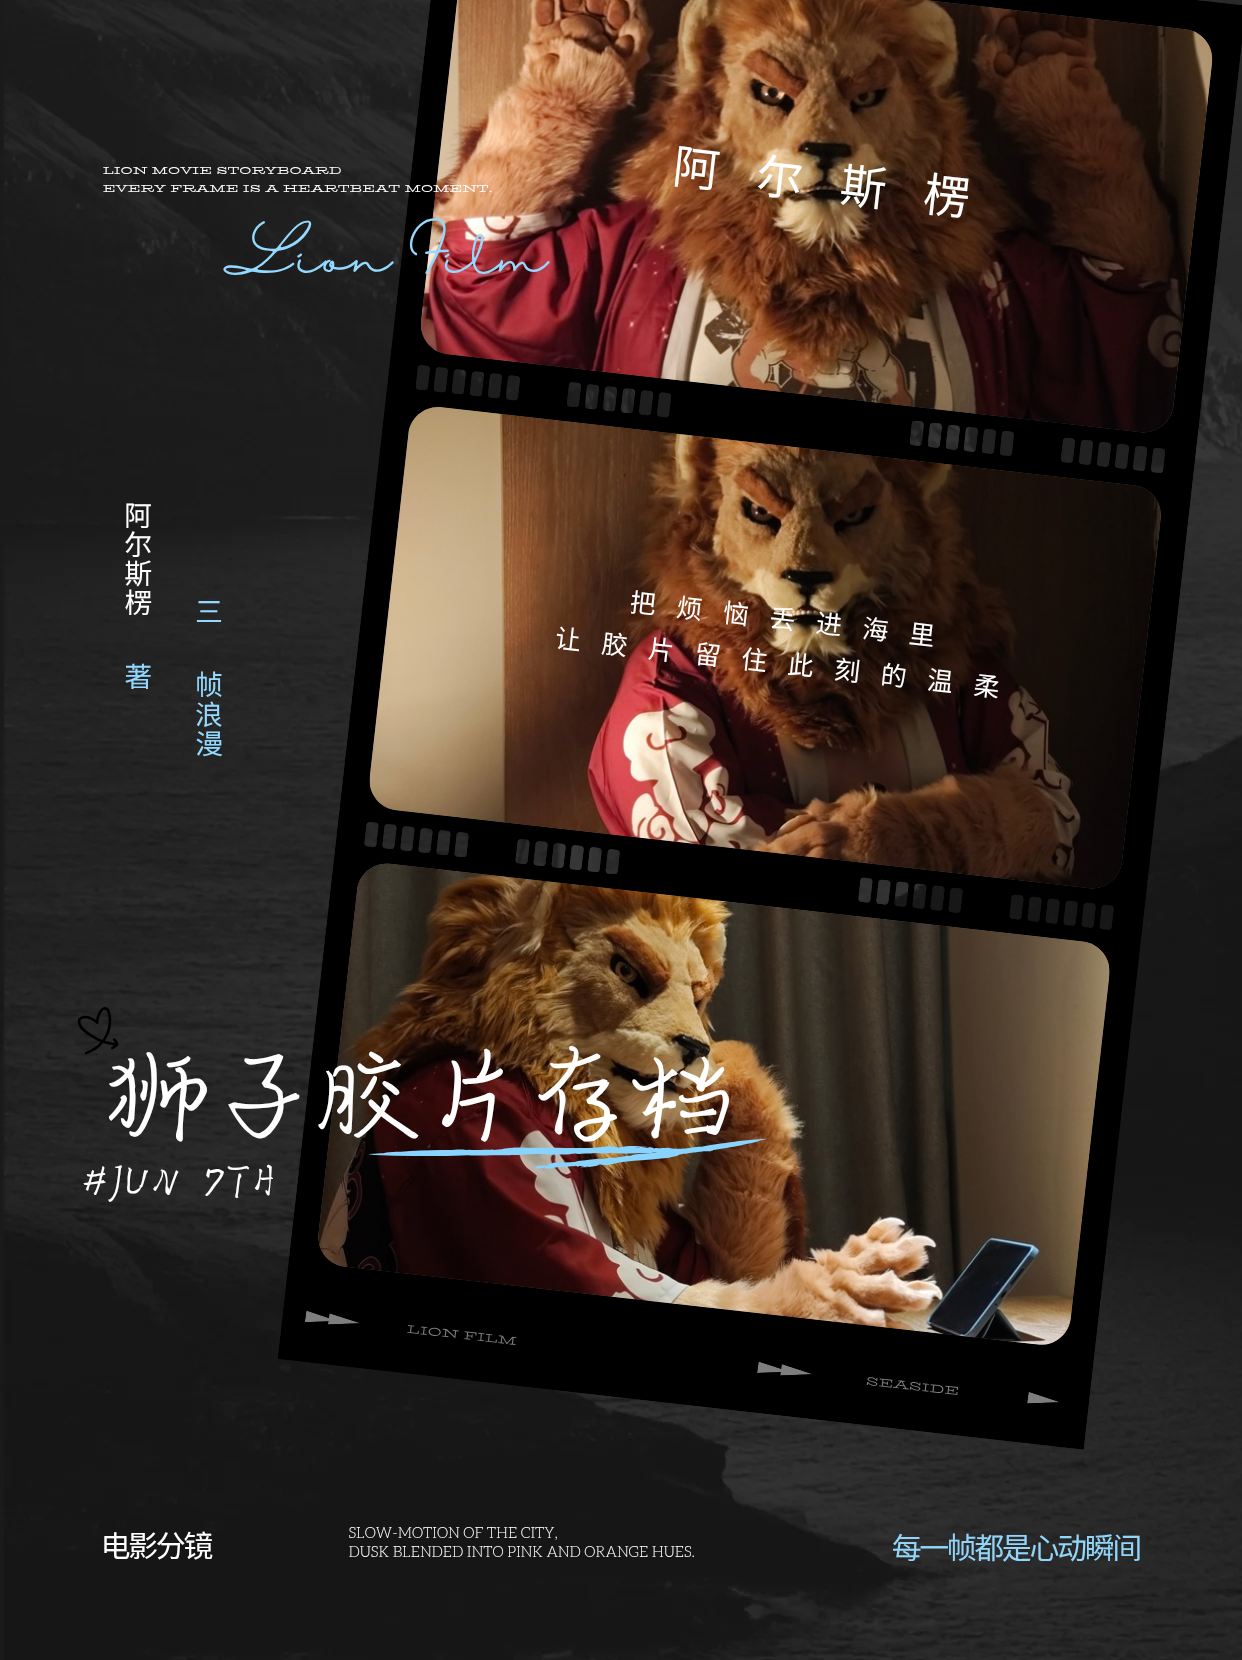 LION MOVIE STORYBOARD
EVERY FRAME IS A HEARTBEAT MOMENT.
Lion Film
阿尔斯楞
阿尔斯楞 著
三 帧浪漫
把烦恼丢进海里
让胶片留住此刻的温柔
狮子胶片存档
#JUN 7TH
LION FILM
SEASIDE
电影分镜
SLOW-MOTION OF THE CITY,
DUSK BLENDED INTO PINK AND ORANGE HUES.
每一帧都是心动瞬间